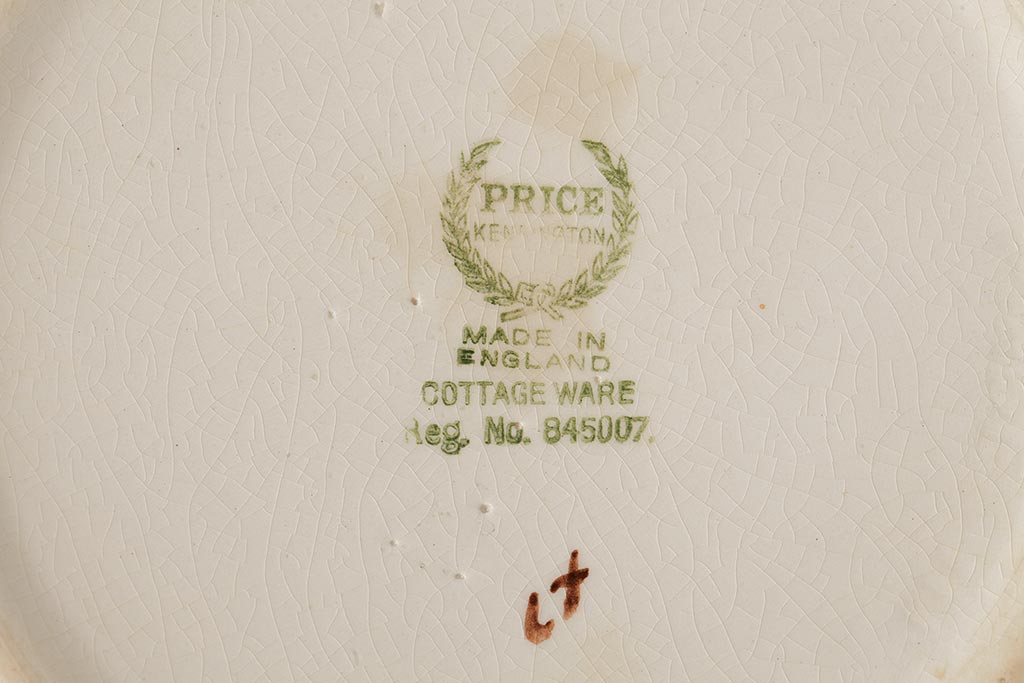 PRICE
KENSINGTON
MADE IN
ENGLAND
COTTAGE WARE
Reg. No. 845007.